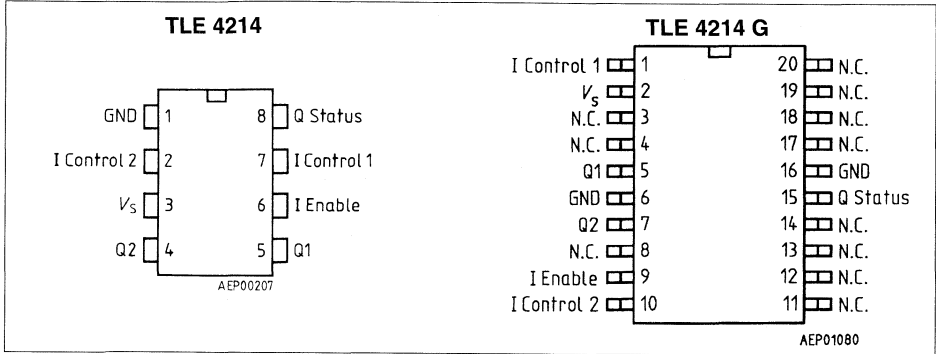 TLE 4214
GND 1 8 Q Status
I Control 2 2 7 I Control 1
Vs 3 6 I Enable
Q2 4 5 Q1
AEP00207
TLE 4214 G
I Control 1 1 20 N.C.
Vs 2 19 N.C.
N.C. 3 18 N.C.
N.C. 4 17 N.C.
Q1 5 16 GND
GND 6 15 Q Status
Q2 7 14 N.C.
N.C. 8 13 N.C.
I Enable 9 12 N.C.
I Control 2 10 11 N.C.
AEP01080